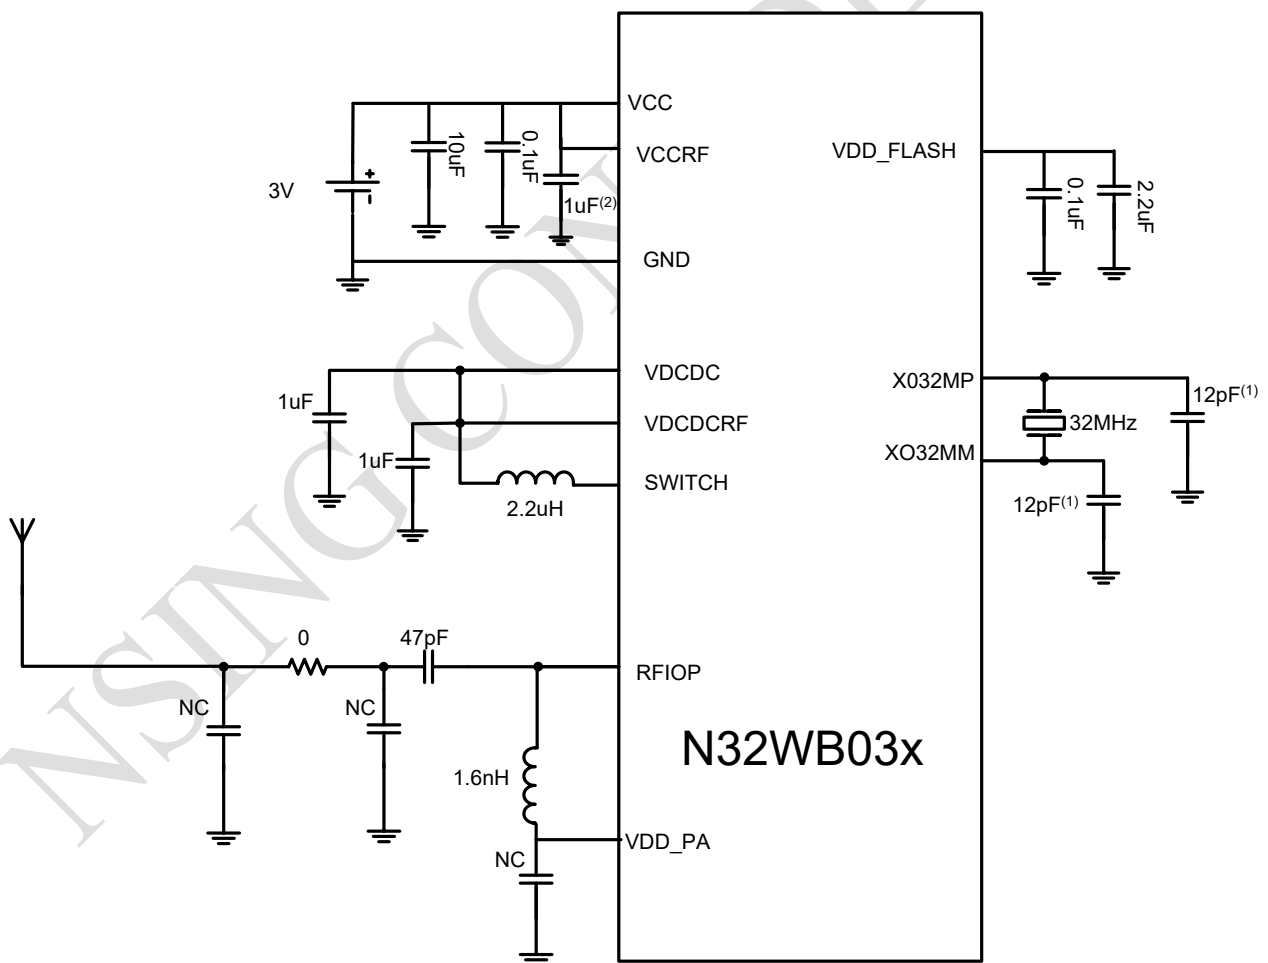 VCC
10uF
0.1uF
VCCRF
VDD_FLASH
+
3V
-
1uF(2)
0.1uF
2.2uF
GND
VDCDC
X032MP
1uF
12pF(1)
VDCDCRF
32MHz
1uF
XO32MM
SWITCH
2.2uH
12pF(1)
0
47pF
RFIOP
NC
NC
N32WB03x
1.6nH
VDD_PA
NC
NSING CON